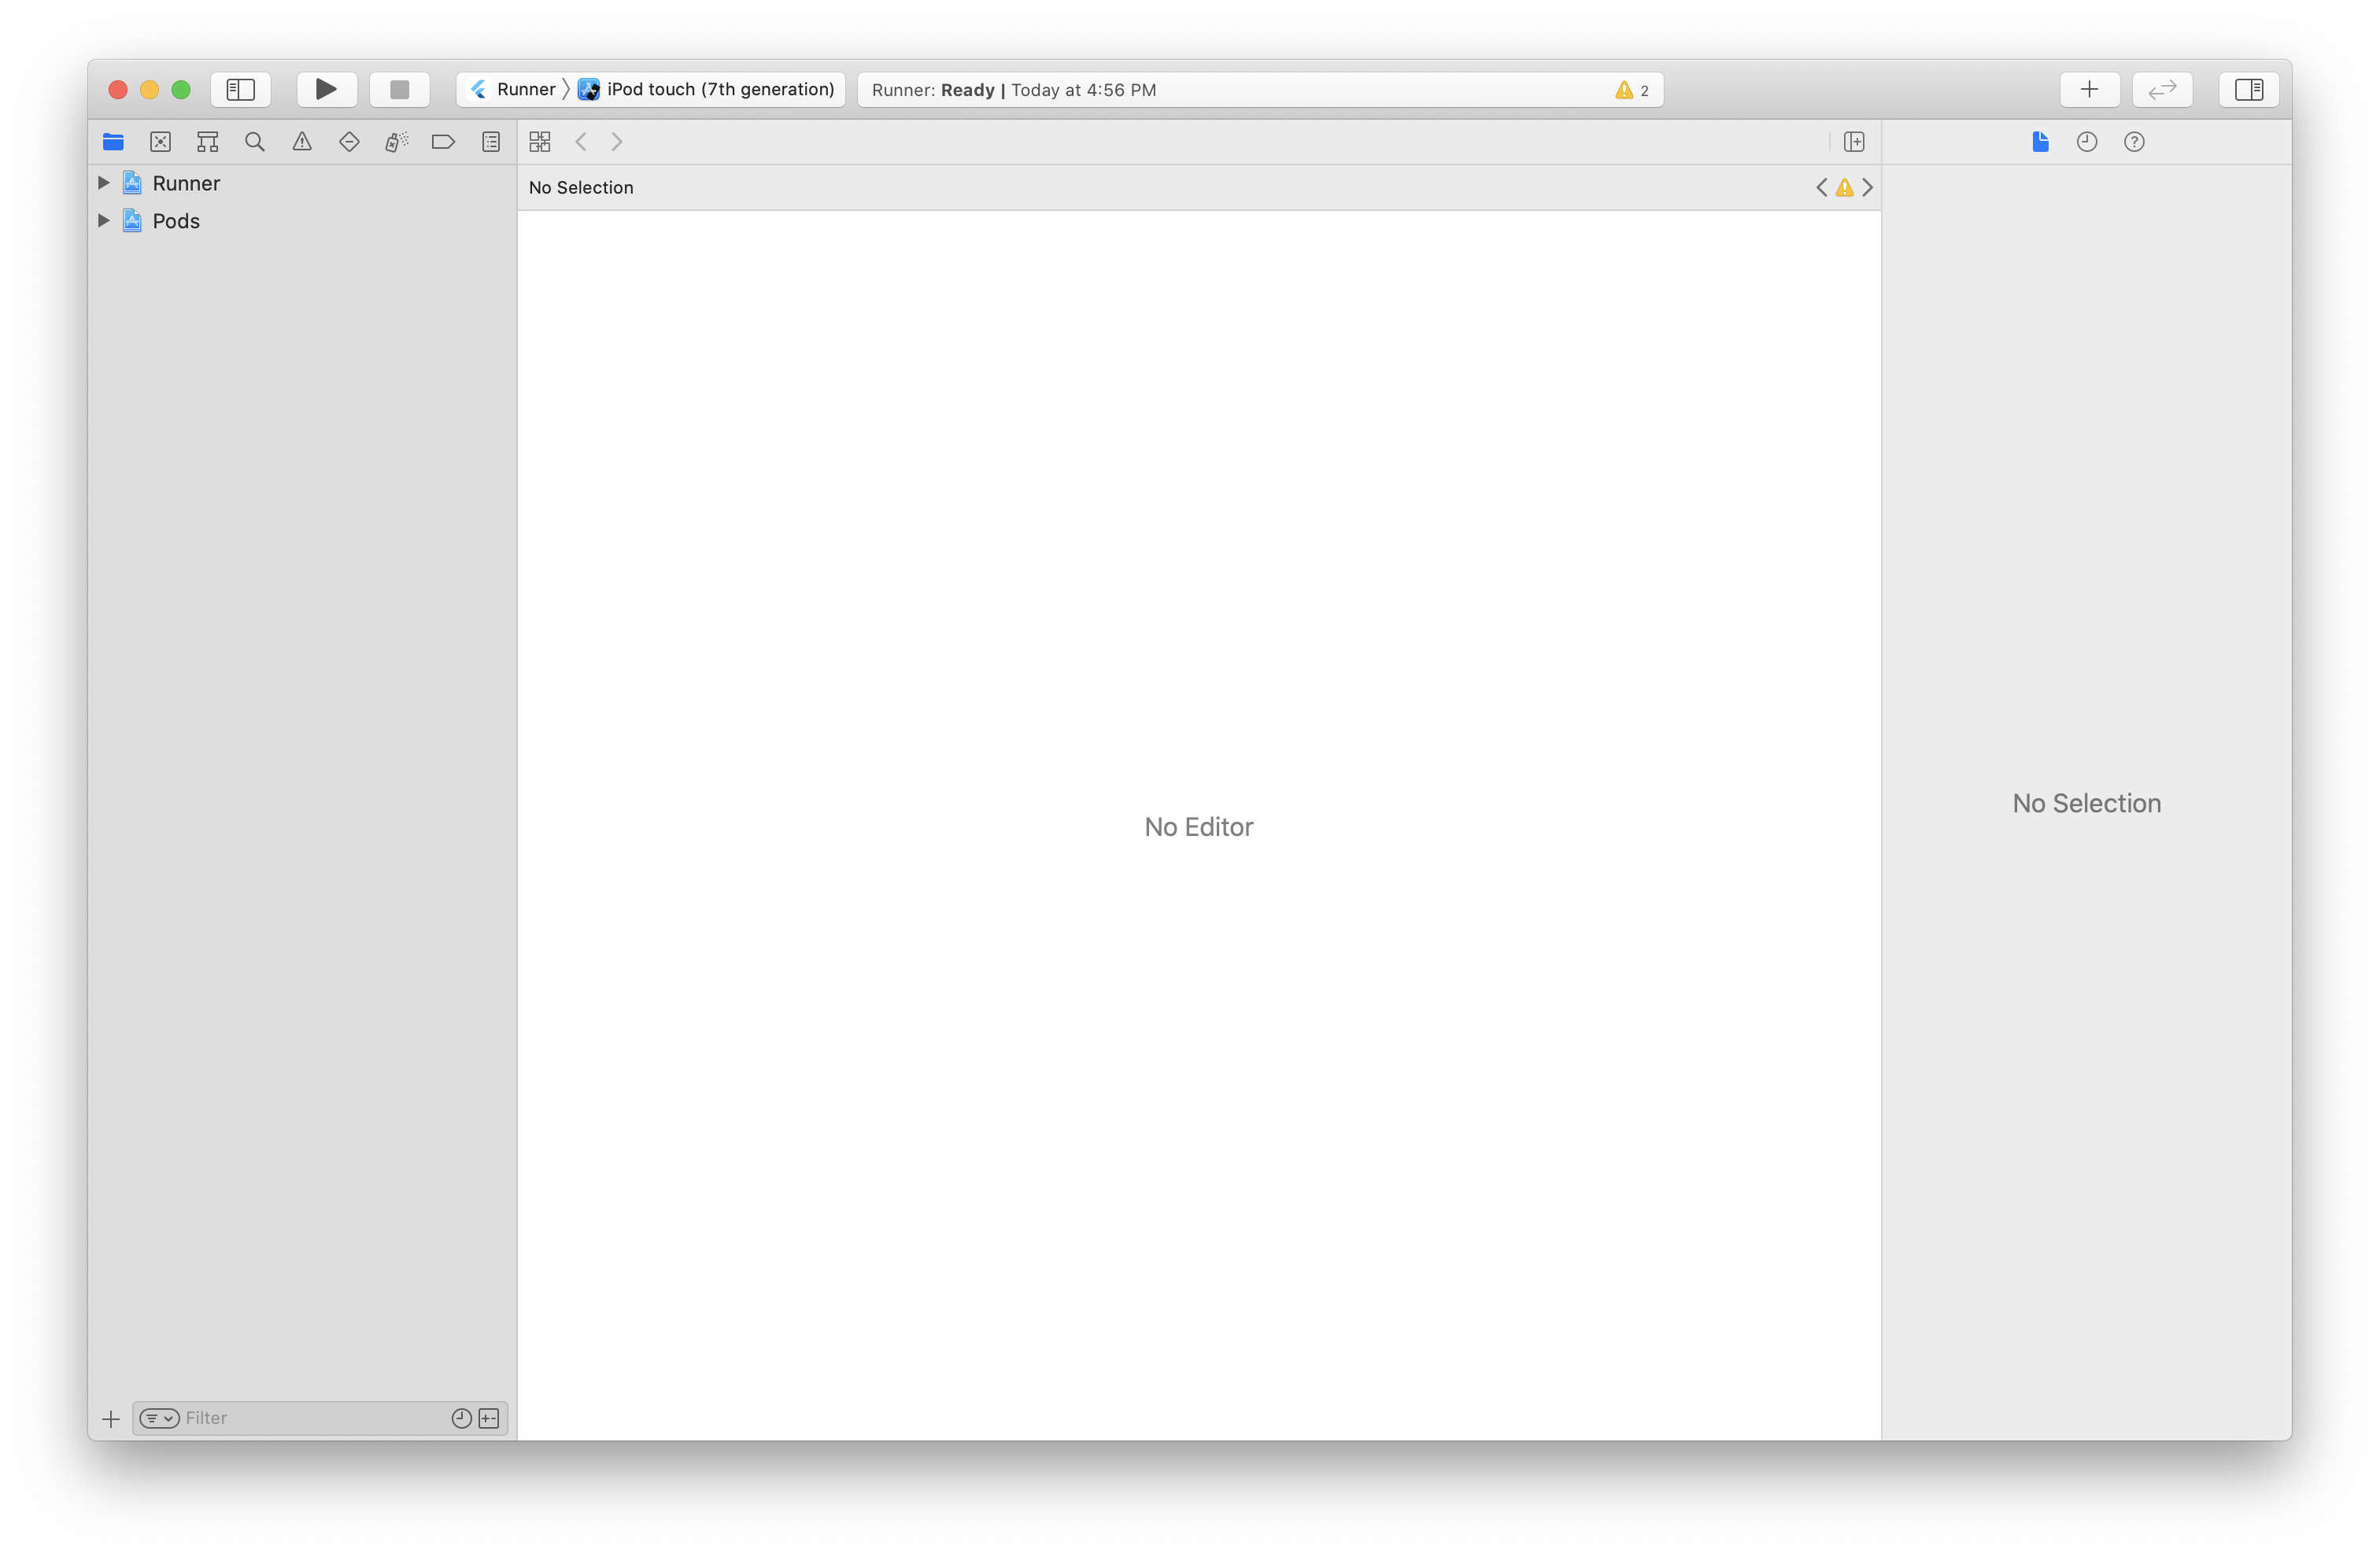 Runner
iPod touch (7th generation)
Runner: Ready | Today at 4:56 PM
2
Runner
Pods
No Selection
No Editor
No Selection
Filter